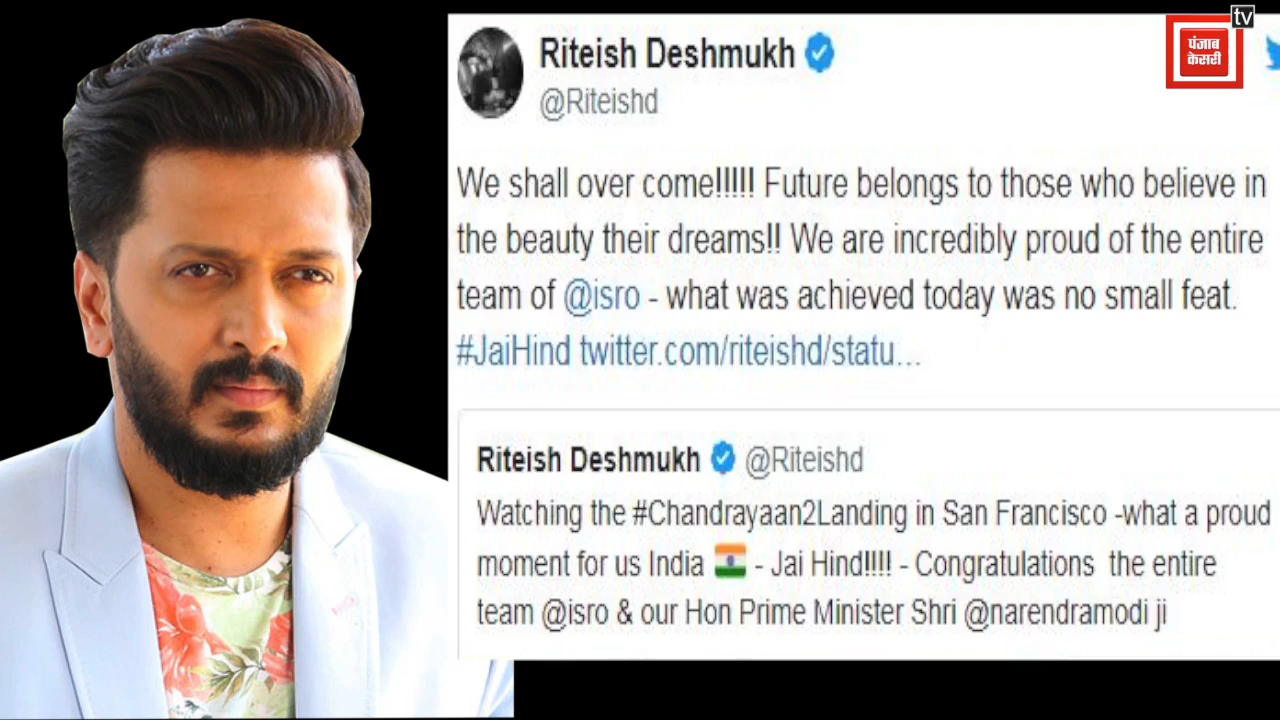 tv
पंजाब
केसरी
Riteish Deshmukh
@Riteishd
We shall over come!!!!! Future belongs to those who believe in
the beauty their dreams!! We are incredibly proud of the entire
team of @isro - what was achieved today was no small feat.
#JaiHind twitter.com/riteishd/statu...
Riteish Deshmukh @Riteishd
Watching the #Chandrayaan2Landing in San Francisco -what a proud
moment for us India 🇮🇳 - Jai Hind!!!! - Congratulations the entire
team @isro & our Hon Prime Minister Shri @narendramodi ji